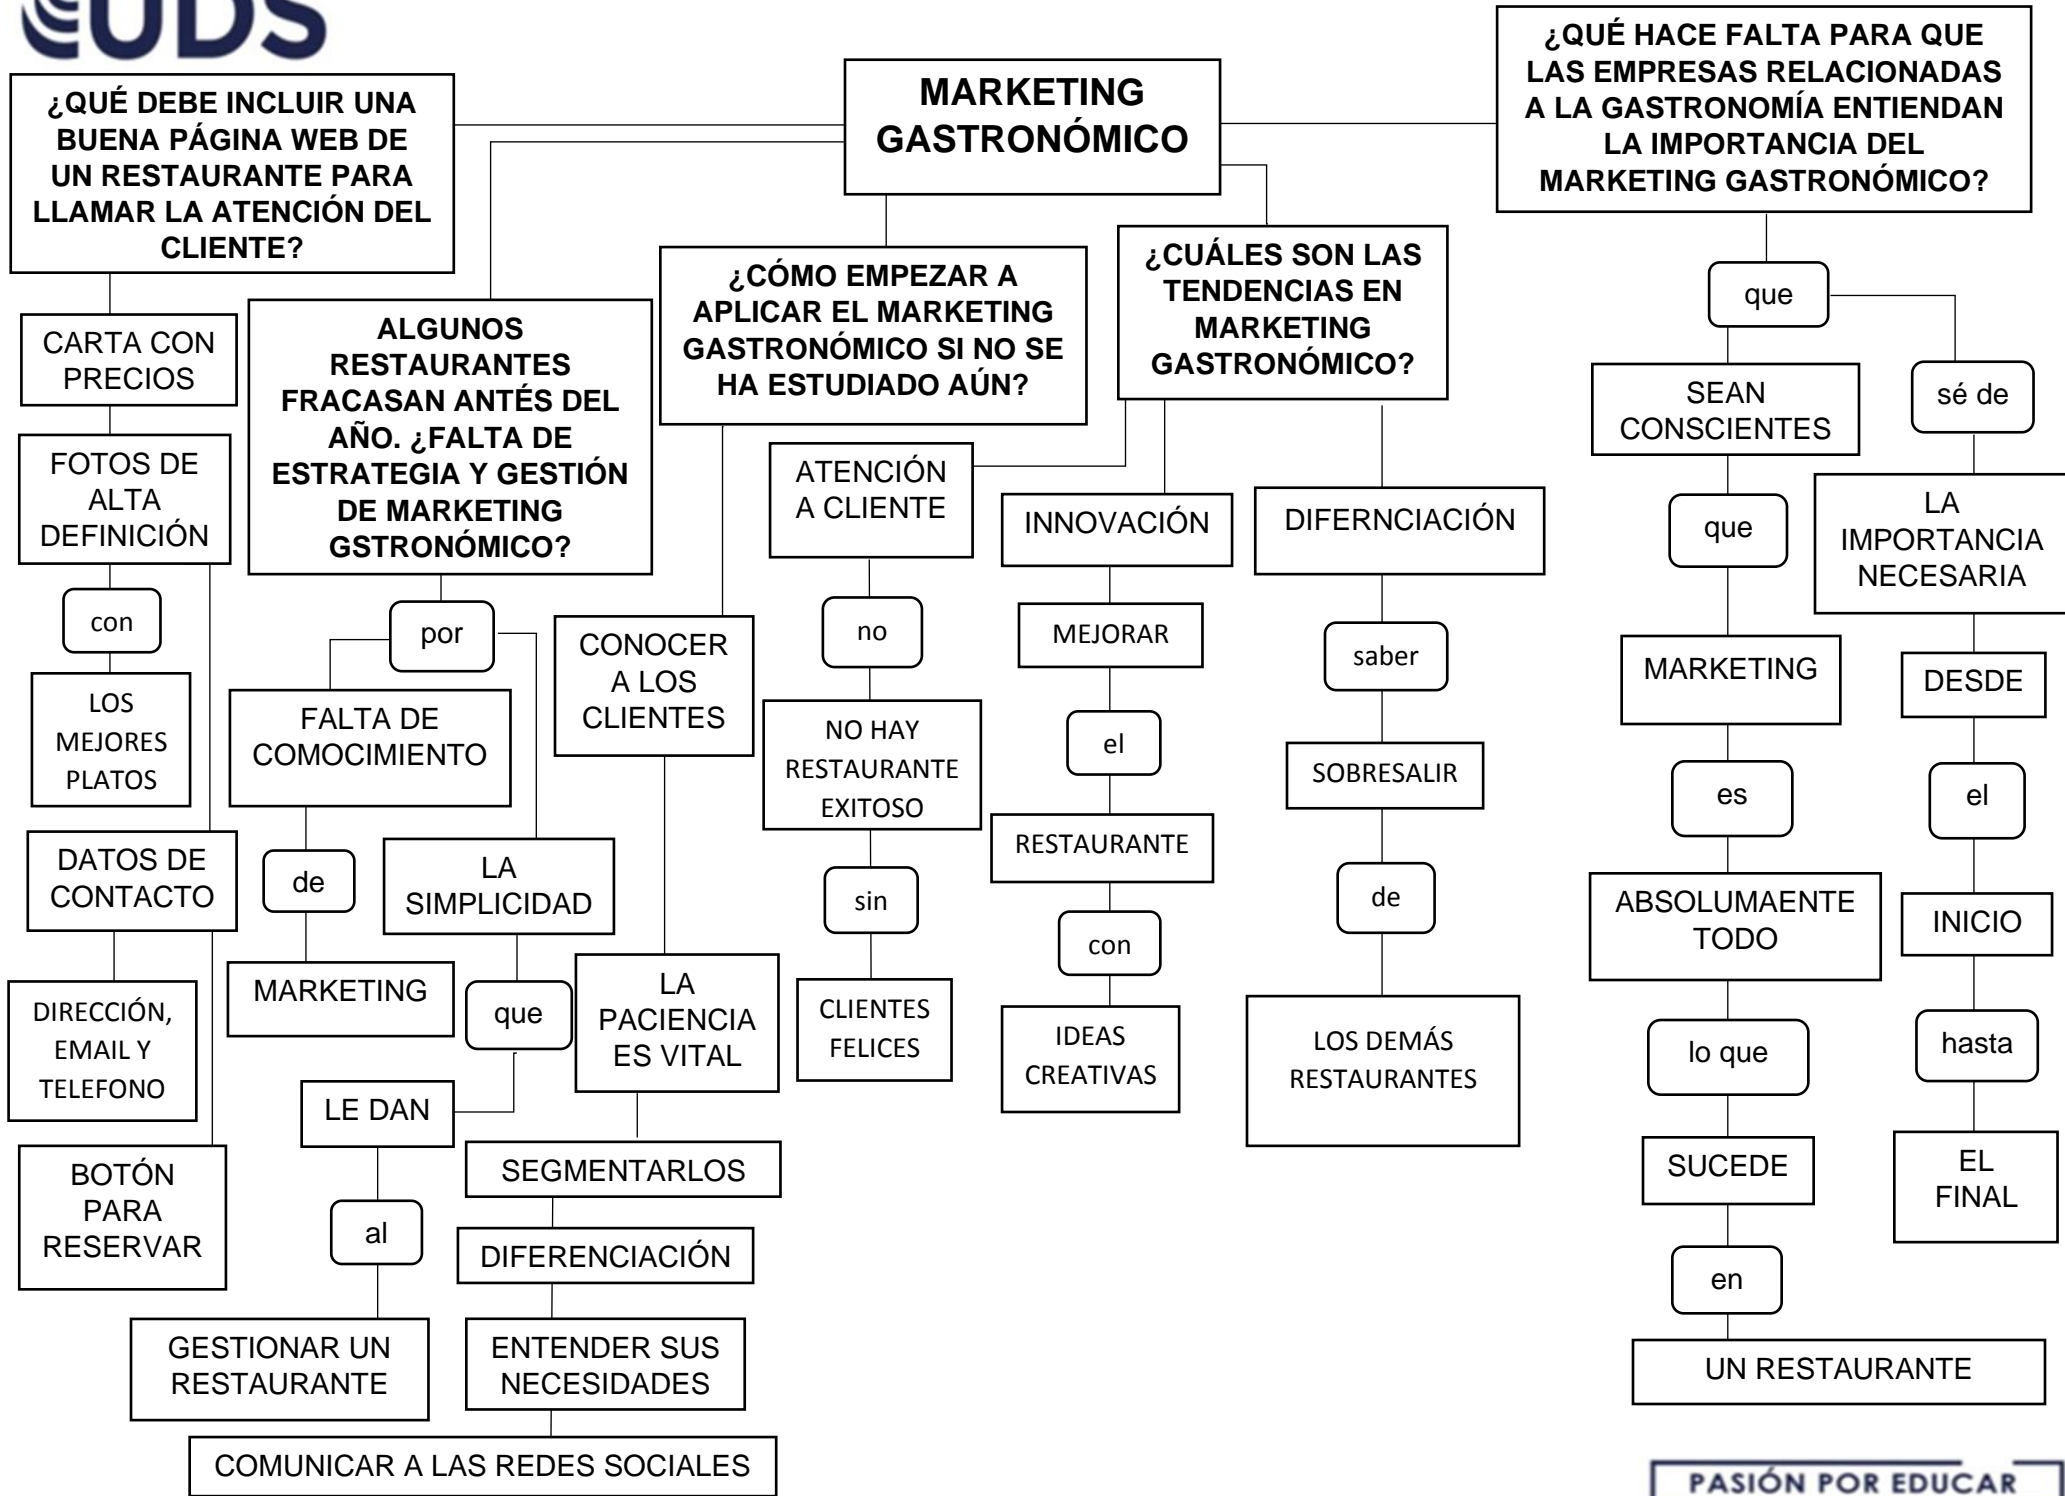 UDS
¿QUÉ DEBE INCLUIR UNA
BUENA PÁGINA WEB DE
UN RESTAURANTE PARA
LLAMAR LA ATENCIÓN DEL
CLIENTE?
CARTA CON
PRECIOS
FOTOS DE
ALTA
DEFINICIÓN
con
LOS
MEJORES
PLATOS
DATOS DE
CONTACTO
DIRECCIÓN,
EMAIL Y
TELEFONO
BOTÓN
PARA
RESERVAR
MARKETING
GASTRONÓMICO
ALGUNOS
RESTAURANTES
FRACASAN ANTÉS DEL
AÑO. ¿FALTA DE
ESTRATEGIA Y GESTIÓN
DE MARKETING
GSTRONÓMICO?
por
FALTA DE
COMOCIMIENTO
de
MARKETING
LA
SIMPLICIDAD
que
LE DAN
al
GESTIONAR UN
RESTAURANTE
¿CÓMO EMPEZAR A
APLICAR EL MARKETING
GASTRONÓMICO SI NO SE
HA ESTUDIADO AÚN?
CONOCER
A LOS
CLIENTES
LA
PACIENCIA
ES VITAL
SEGMENTARLOS
DIFERENCIACIÓN
ENTENDER SUS
NECESIDADES
COMUNICAR A LAS REDES SOCIALES
¿CUÁLES SON LAS
TENDENCIAS EN
MARKETING
GASTRONÓMICO?
ATENCIÓN
A CLIENTE
no
NO HAY
RESTAURANTE
EXITOSO
sin
CLIENTES
FELICES
INNOVACIÓN
MEJORAR
el
RESTAURANTE
con
IDEAS
CREATIVAS
DIFERNCIACIÓN
saber
SOBRESALIR
de
LOS DEMÁS
RESTAURANTES
¿QUÉ HACE FALTA PARA QUE
LAS EMPRESAS RELACIONADAS
A LA GASTRONOMÍA ENTIENDAN
LA IMPORTANCIA DEL
MARKETING GASTRONÓMICO?
que
SEAN
CONSCIENTES
que
MARKETING
es
ABSOLUMAENTE
TODO
lo que
SUCEDE
en
UN RESTAURANTE
sé de
LA
IMPORTANCIA
NECESARIA
DESDE
el
INICIO
hasta
EL
FINAL
PASIÓN POR EDUCAR